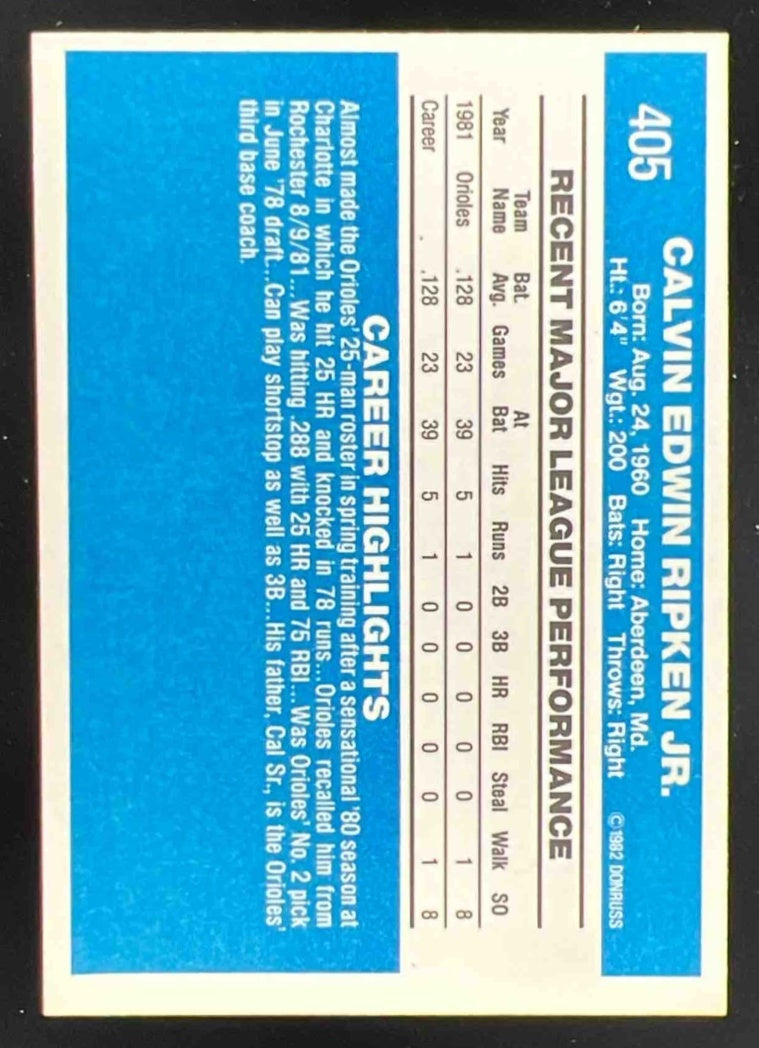 405
CALVIN EDWIN RIPKEN JR.
Born: Aug. 24, 1960 Home: Aberdeen, Md.
Ht.: 6'4" Wgt.: 200 Bats: Right Throws: Right
©1982 DONRUSS
RECENT MAJOR LEAGUE PERFORMANCE
Year Team Name Bat. Avg. Games At Bat Hits Runs 2B 3B HR RBI Steal Walk SO
1981 Orioles .128 23 39 5 1 0 0 0 0 0 1 8
Career .128 23 39 5 1 0 0 0 0 0 1 8
CAREER HIGHLIGHTS
Almost made the Orioles' 25-man roster in spring training after a sensational '80 season at
Charlotte in which he hit 25 HR and knocked in 78 runs...Orioles recalled him from
Rochester 8/9/81...Was hitting .288 with 25 HR and 75 RBI...Was Orioles' No. 2 pick
in June '78 draft...Can play shortstop as well as 3B...His father, Cal Sr., is the Orioles'
third base coach.